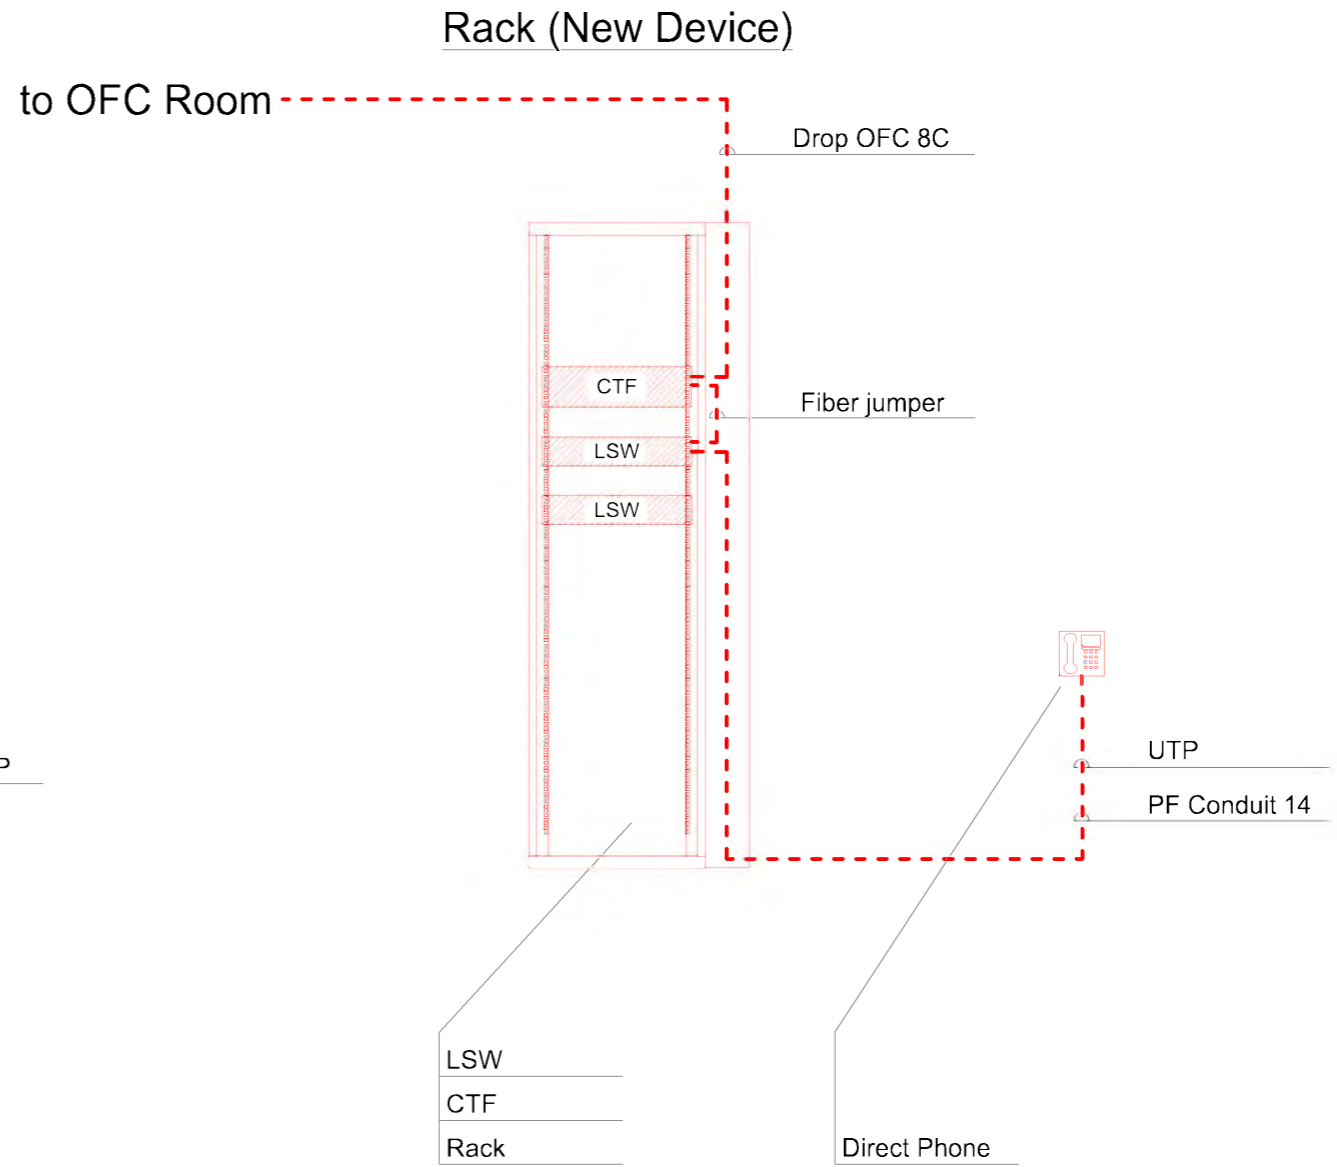 Rack (New Device)
to OFC Room
Drop OFC 8C
CTF
Fiber jumper
LSW
LSW
UTP
PF Conduit 14
LSW
CTF
Rack
Direct Phone